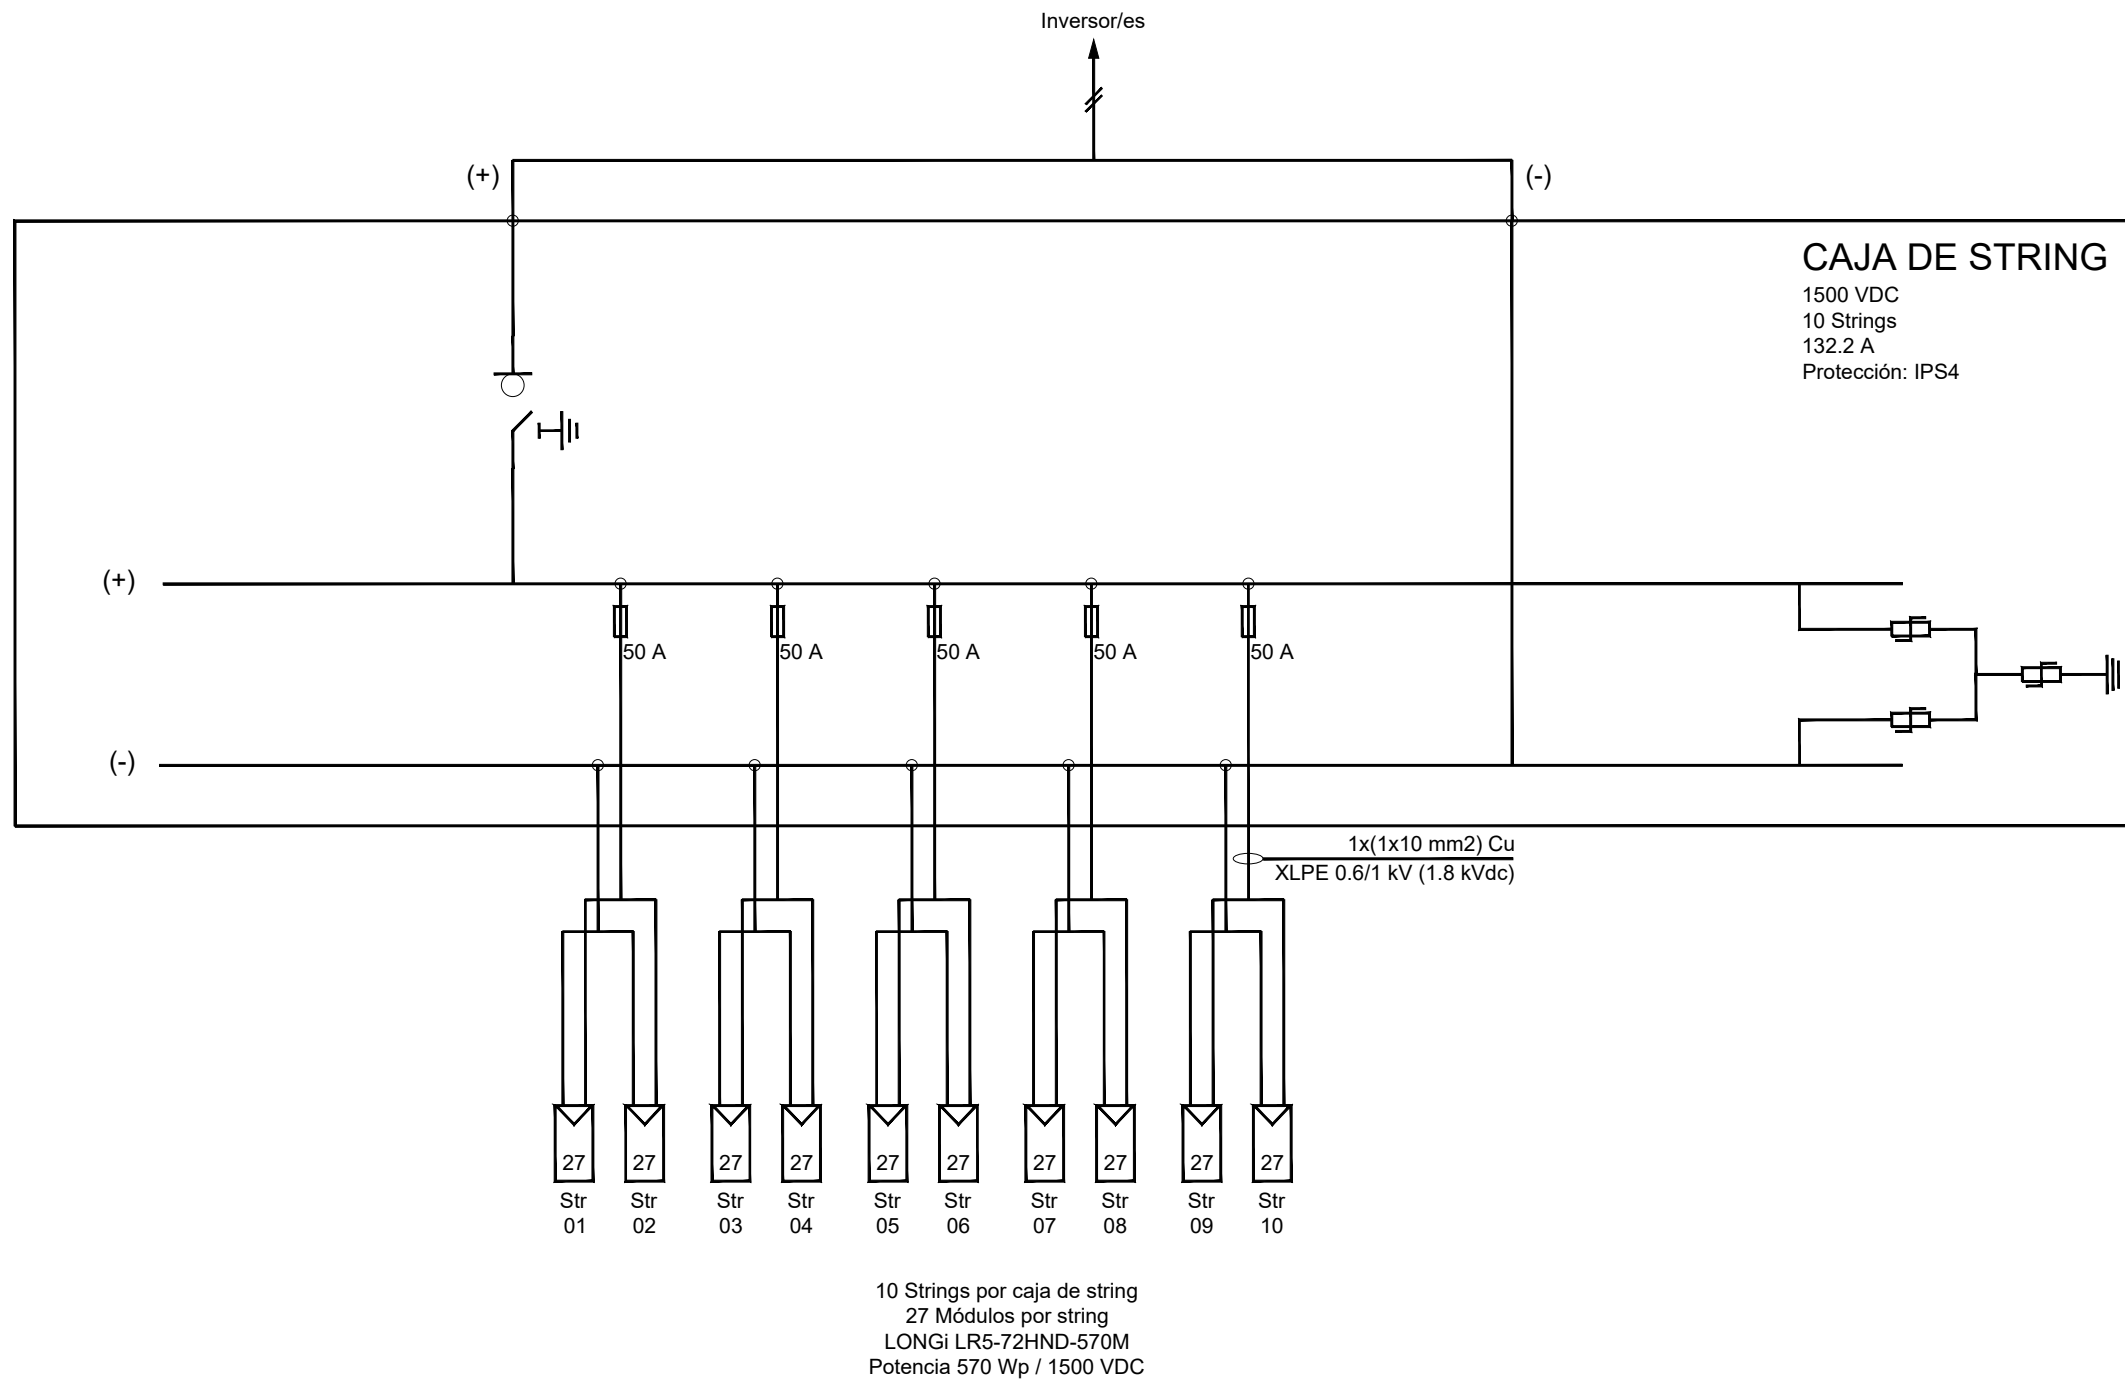 Inversor/es
(+)
(-)
CAJA DE STRING
1500 VDC
10 Strings
132.2 A
Protección: IPS4
(+)
50 A
50 A
50 A
50 A
50 A
(-)
1x(1x10 mm2) Cu
XLPE 0.6/1 kV (1.8 kVdc)
27 27 27 27 27 27 27 27 27 27
Str Str Str Str Str Str Str Str Str Str
01 02 03 04 05 06 07 08 09 10
10 Strings por caja de string
27 Módulos por string
LONGi LR5-72HND-570M
Potencia 570 Wp / 1500 VDC